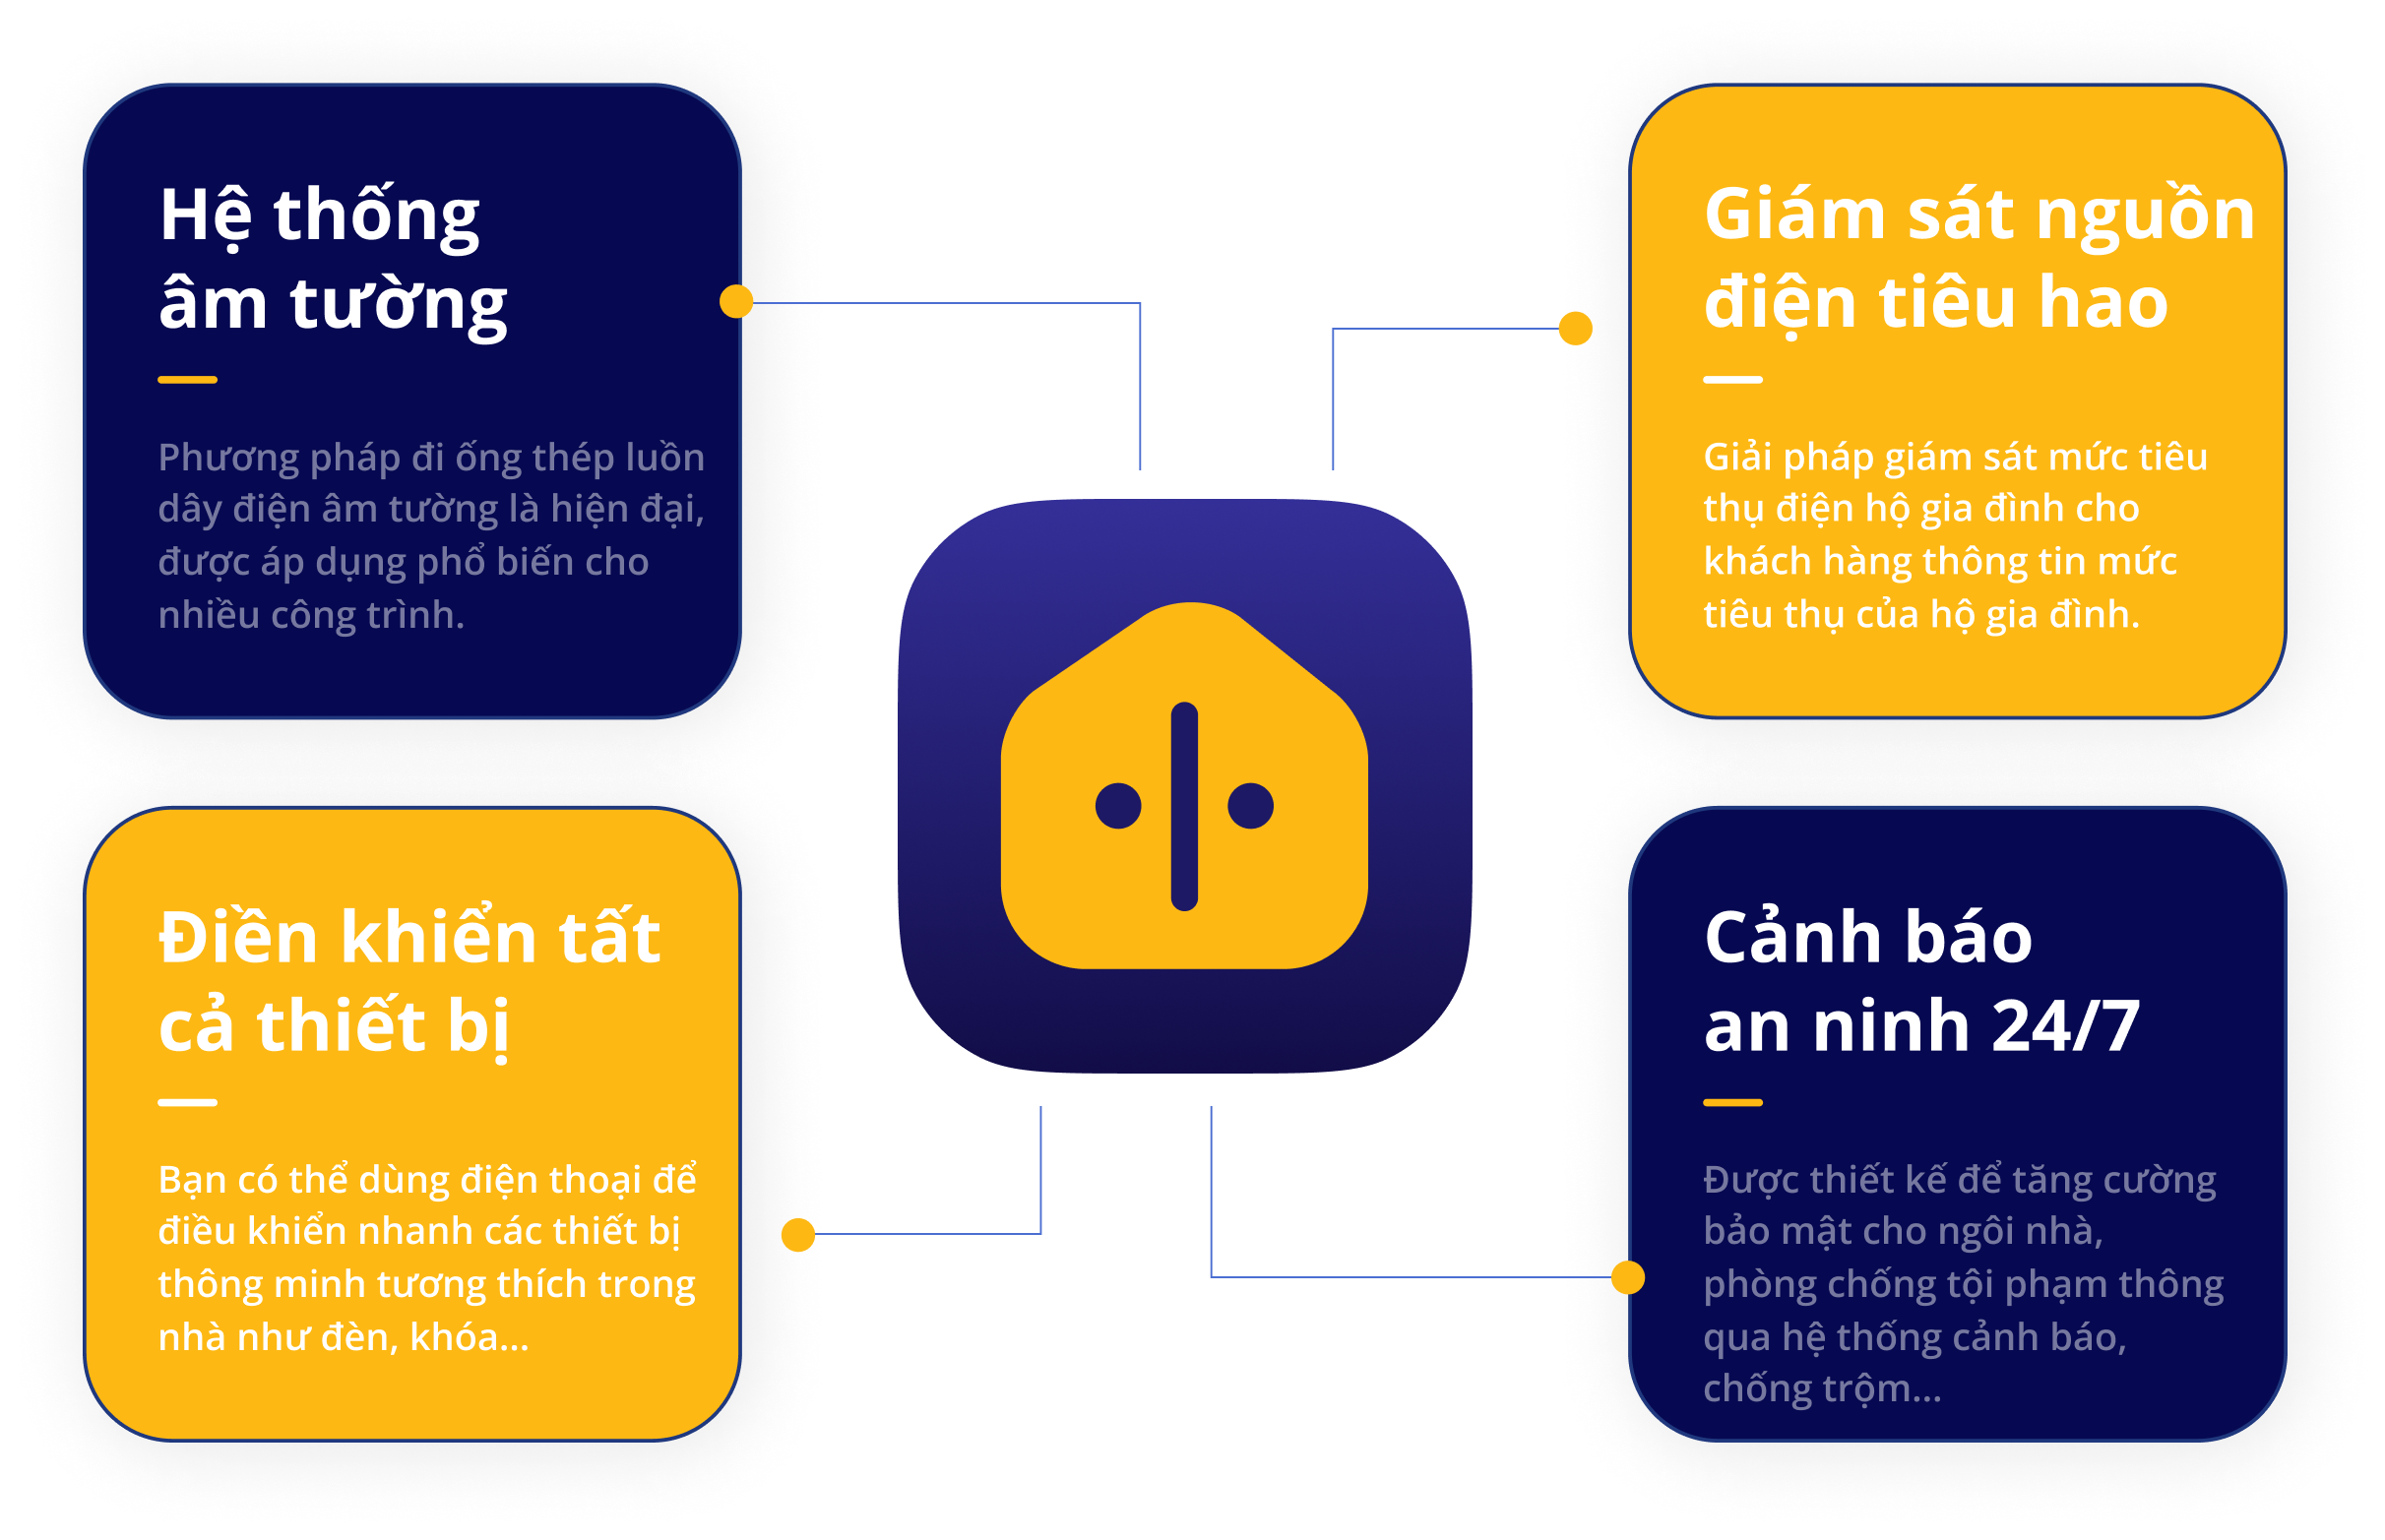 Hệ thống
âm tường
Phương pháp đi ống thép luồn
dây điện âm tường là hiện đại,
được áp dụng phổ biến cho
nhiều công trình.
Giám sát nguồn
điện tiêu hao
Giải pháp giám sát mức tiêu
thụ điện hộ gia đình cho
khách hàng thông tin mức
tiêu thụ của hộ gia đình.
Điền khiển tất
cả thiết bị
Bạn có thể dùng điện thoại để
điều khiển nhanh các thiết bị
thông minh tương thích trong
nhà như đèn, khóa...
Cảnh báo
an ninh 24/7
Được thiết kế để tăng cường
bảo mật cho ngôi nhà,
phòng chống tội phạm thông
qua hệ thống cảnh báo,
chống trộm...